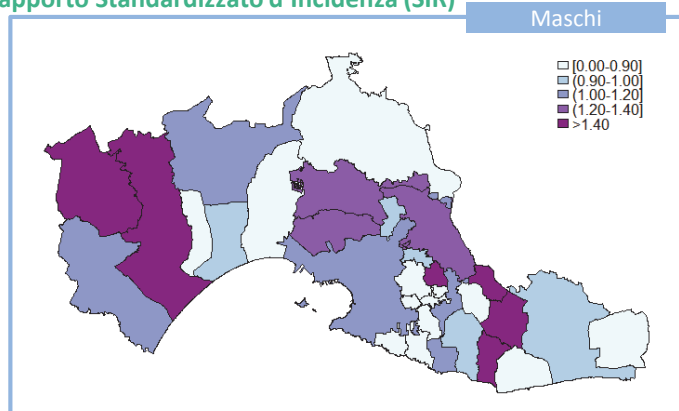 apporto Standardizzato d'Incidenza (SIR)
Maschi
[0.00-0.90]
(0.90-1.00]
(1.00-1.20]
(1.20-1.40]
>1.40